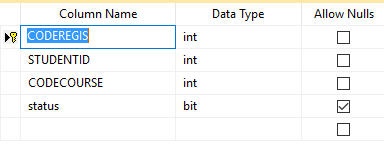 Column Name Data Type Allow Nulls
CODEREGIS int
STUDENTID int
CODECOURSE int
status bit